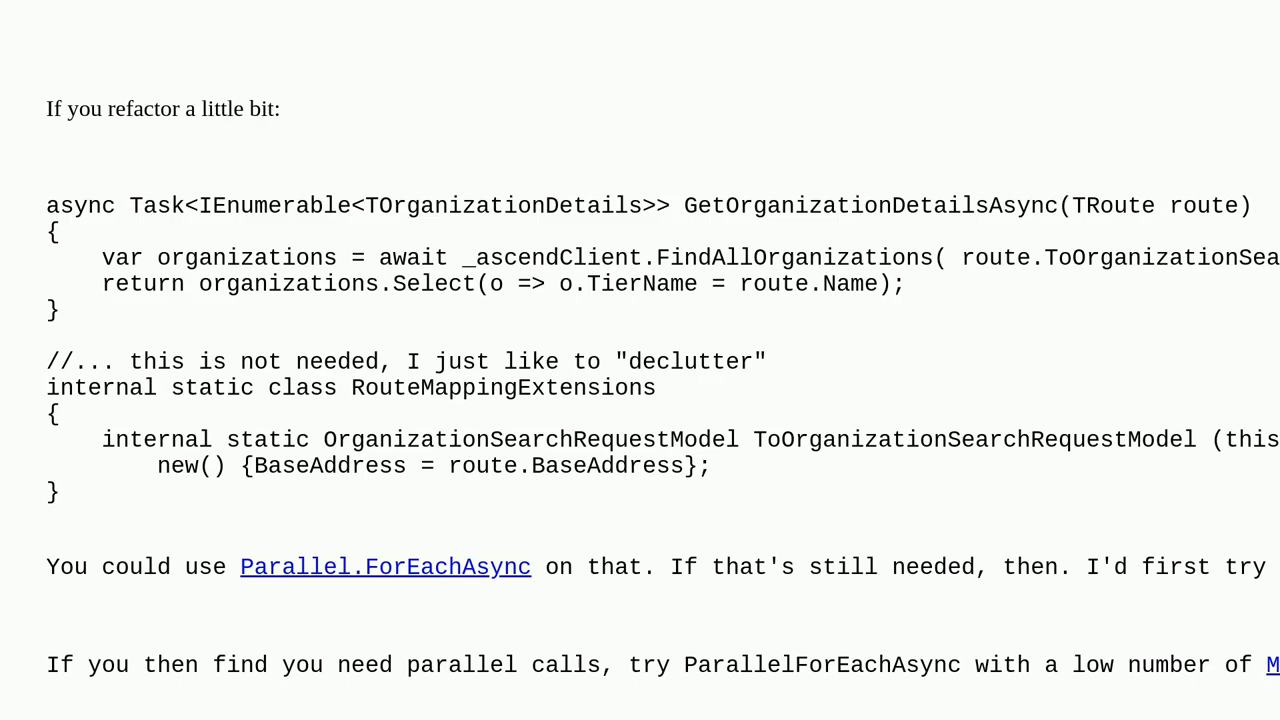 If you refactor a little bit:
async Task<IEnumerable<TOrganizationDetails>> GetOrganizationDetailsAsync(TRoute route)
{
    var organizations = await _ascendClient.FindAllOrganizations( route.ToOrganizationSea
    return organizations.Select(o => o.TierName = route.Name);
}
//... this is not needed, I just like to "declutter"
internal static class RouteMappingExtensions
{
    internal static OrganizationSearchRequestModel ToOrganizationSearchRequestModel (this
        new() {BaseAddress = route.BaseAddress};
}
You could use Parallel.ForEachAsync on that. If that's still needed, then. I'd first try
If you then find you need parallel calls, try ParallelForEachAsync with a low number of M